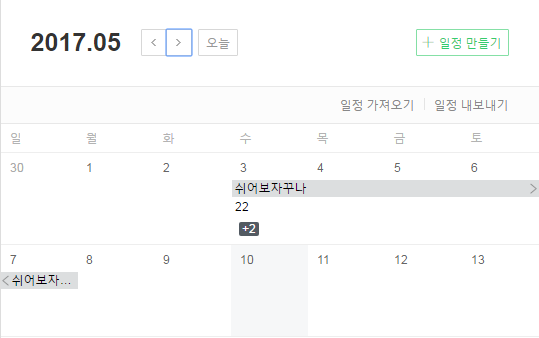 2017.05 < > 오늘 + 일정 만들기
일정 가져오기 일정 내보내기
일 월 화 수 목 금 토
30 1 2 3 4 5 6
쉬어보자꾸나
22
+2
7 8 9 10 11 12 13
쉬어보자...